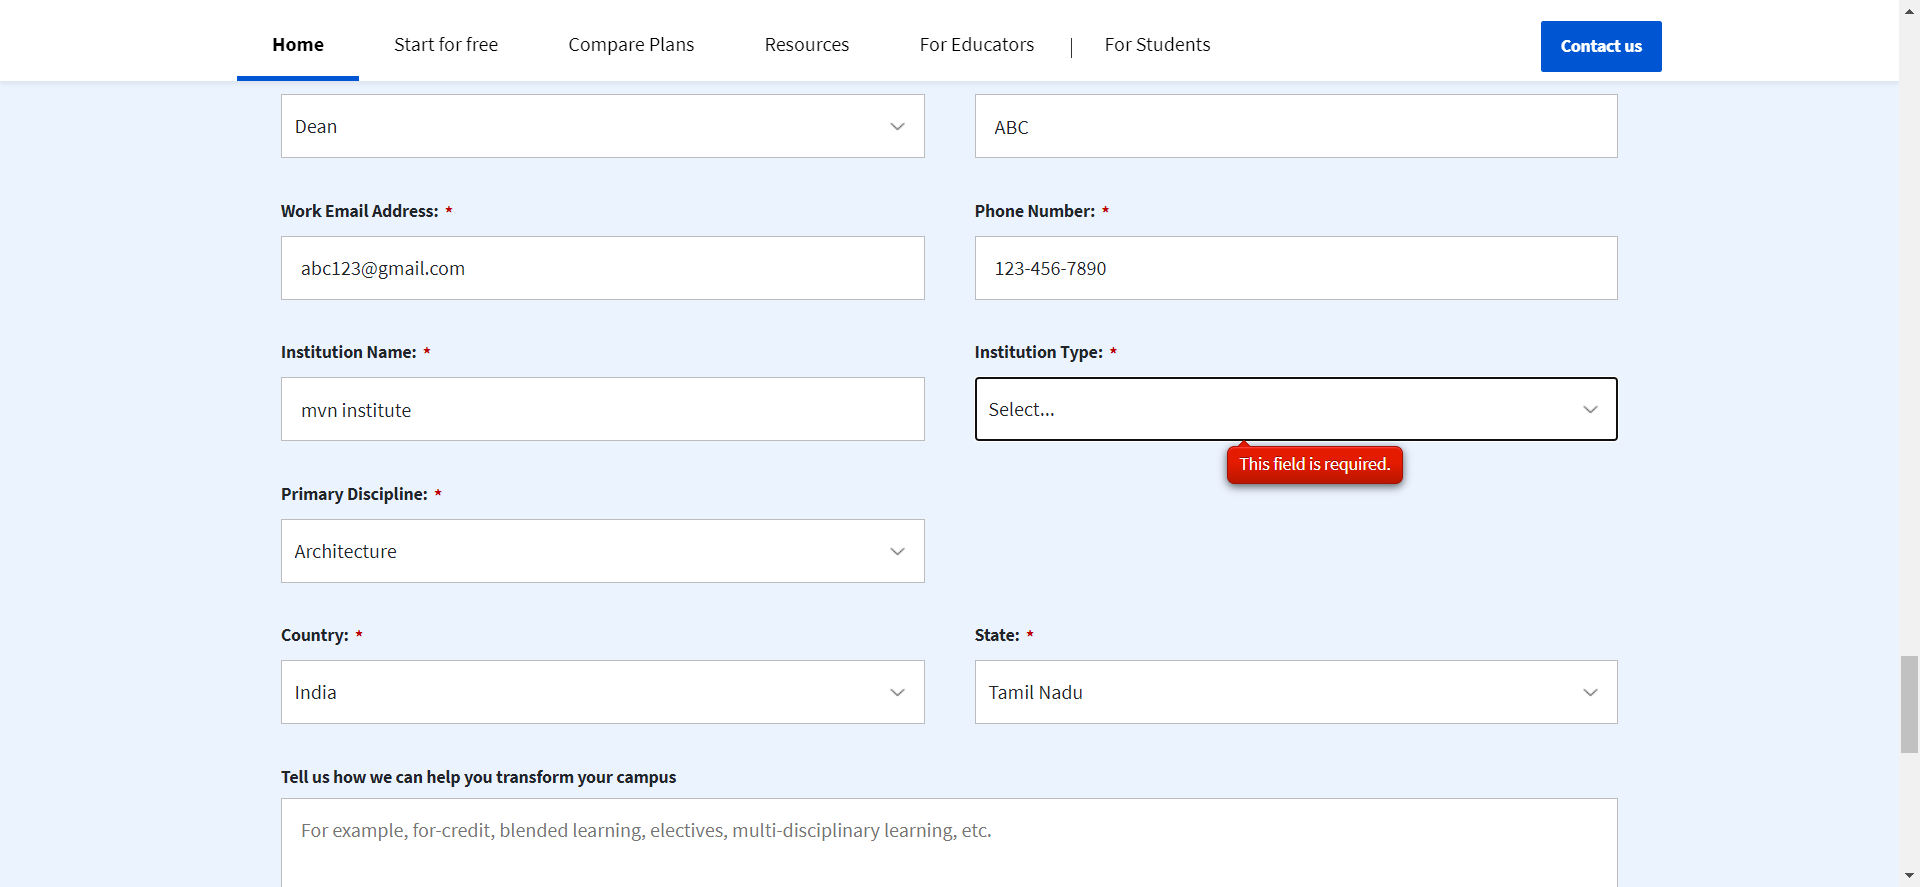 Home
Start for free
Compare Plans
Resources
For Educators
|
For Students
Contact us
Dean
ABC
Work Email Address: *
Phone Number: *
abc123@gmail.com
123-456-7890
Institution Name: *
Institution Type: *
mvn institute
Select...
This field is required.
Primary Discipline: *
Architecture
Country: *
State: *
India
Tamil Nadu
Tell us how we can help you transform your campus
For example, for-credit, blended learning, electives, multi-disciplinary learning, etc.